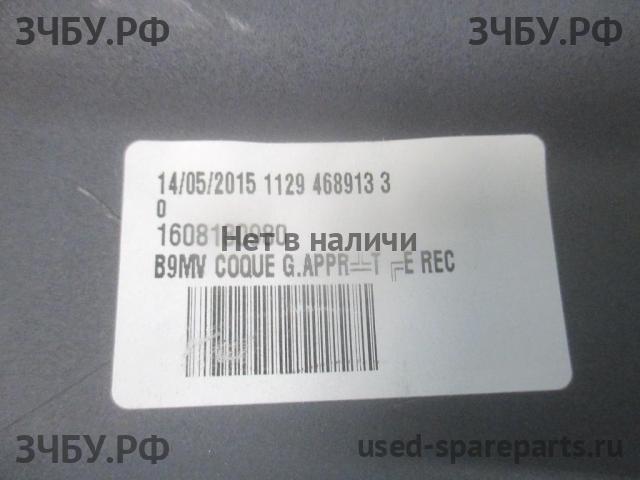 ЗЧБУ.РФ ЗЧБУ.РФ
14/05/2015 1129 468913 3
0
Нет в наличи
B9MV COQUE G.APPR╩T ╔E REC
ЗЧБУ.РФ used-spareparts.ru